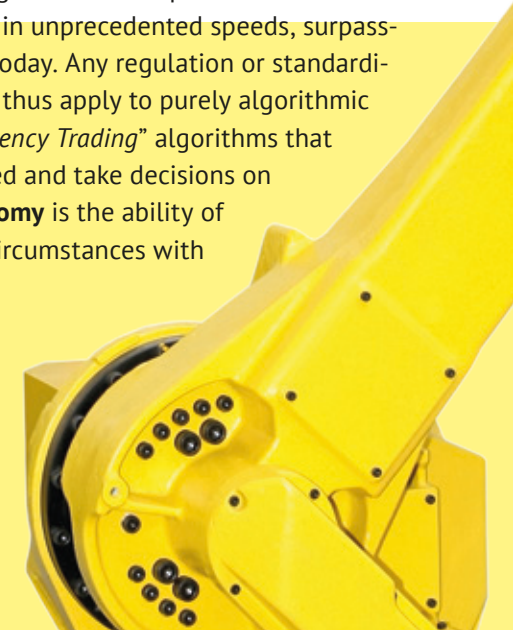 in unprecedented speeds, surpass-
oday. Any regulation or standardi-
thus apply to purely algorithmic
ency Trading” algorithms that
ed and take decisions on
omy is the ability of
ircumstances with